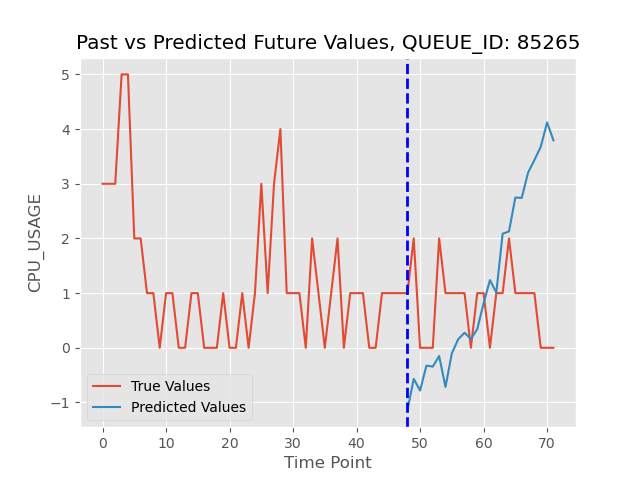 Past vs Predicted Future Values, QUEUE_ID: 85265
5
4
3
2
1
0
−1
CPU_USAGE
True Values
Predicted Values
0 10 20 30 40 50 60 70
Time Point